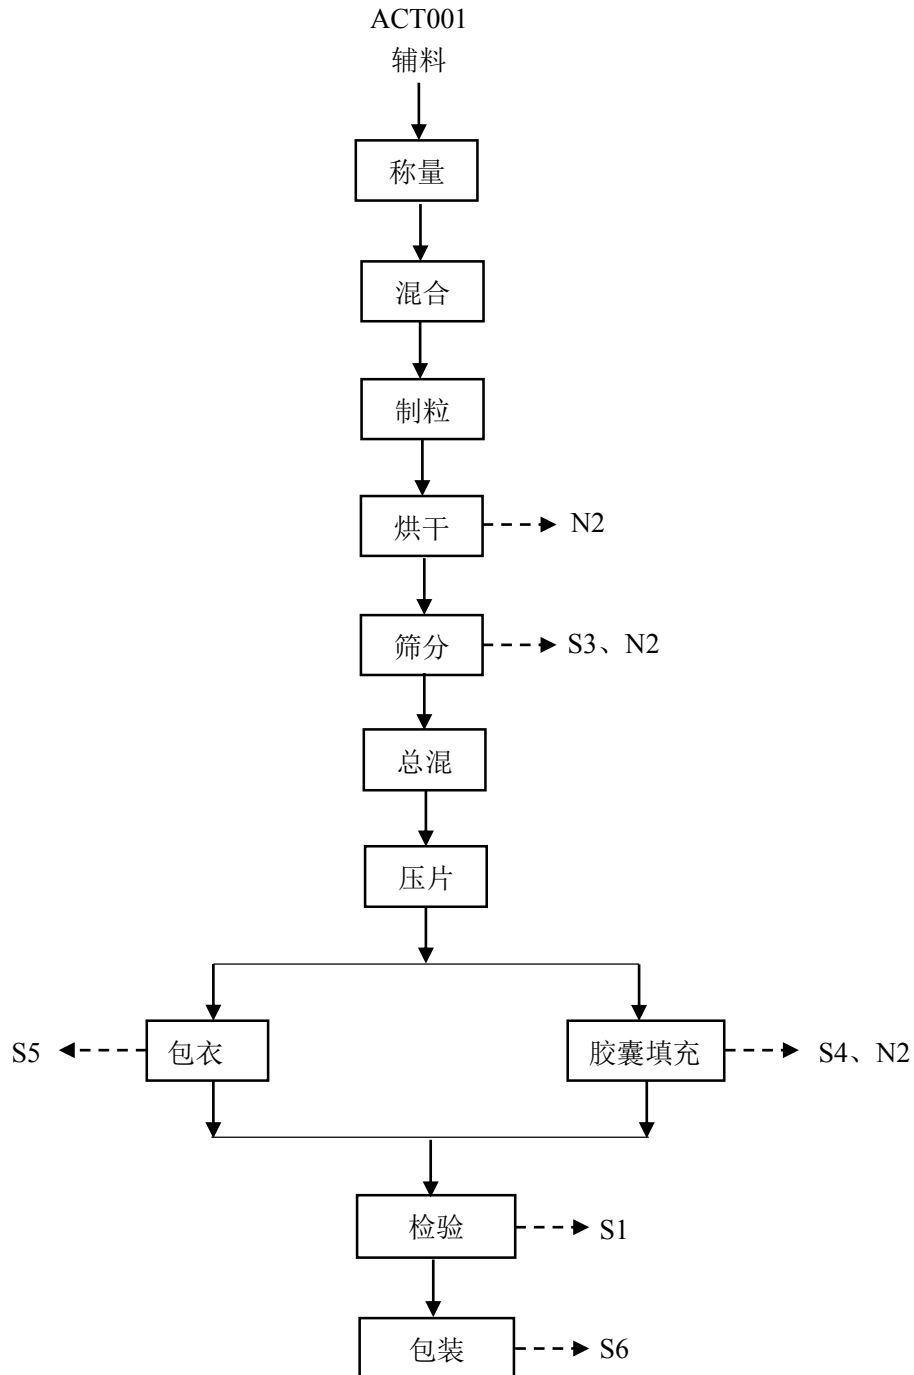 ACT001
辅料
称量
混合
制粒
烘干
N2
筛分
S3、N2
总混
压片
S5
包衣
胶囊填充
S4、N2
检验
S1
包装
S6